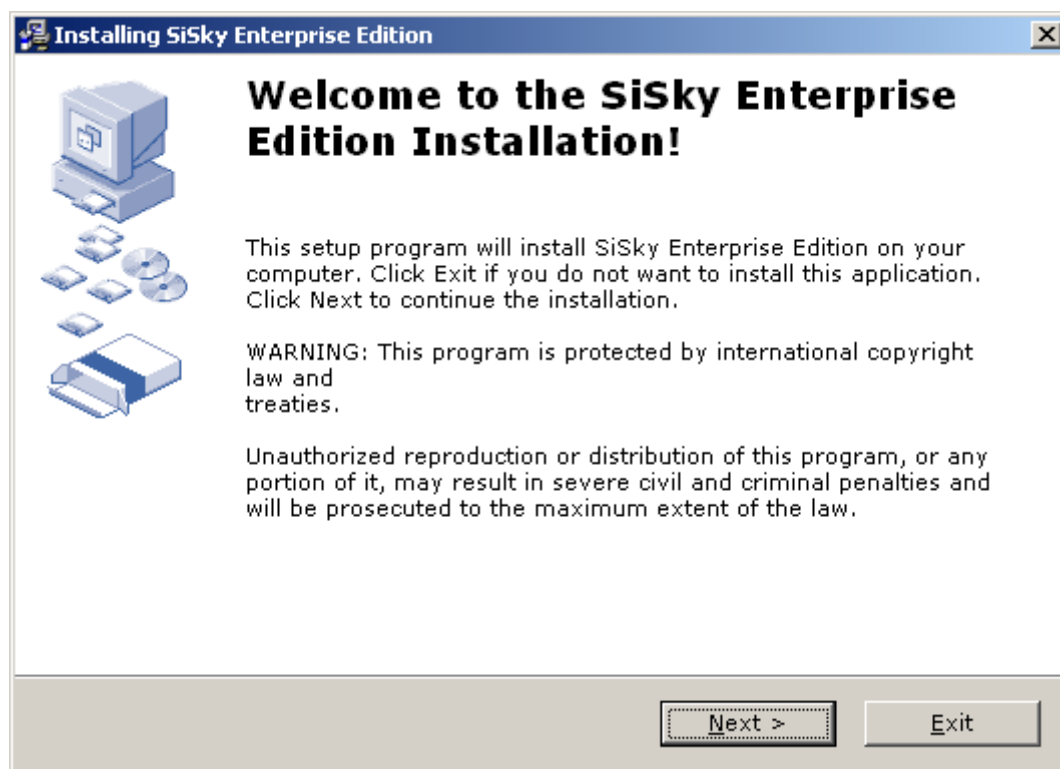 Installing SiSky Enterprise Edition
Welcome to the SiSky Enterprise
Edition Installation!
This setup program will install SiSky Enterprise Edition on your
computer. Click Exit if you do not want to install this application.
Click Next to continue the installation.
WARNING: This program is protected by international copyright
law and
treaties.
Unauthorized reproduction or distribution of this program, or any
portion of it, may result in severe civil and criminal penalties and
will be prosecuted to the maximum extent of the law.
Next > Exit